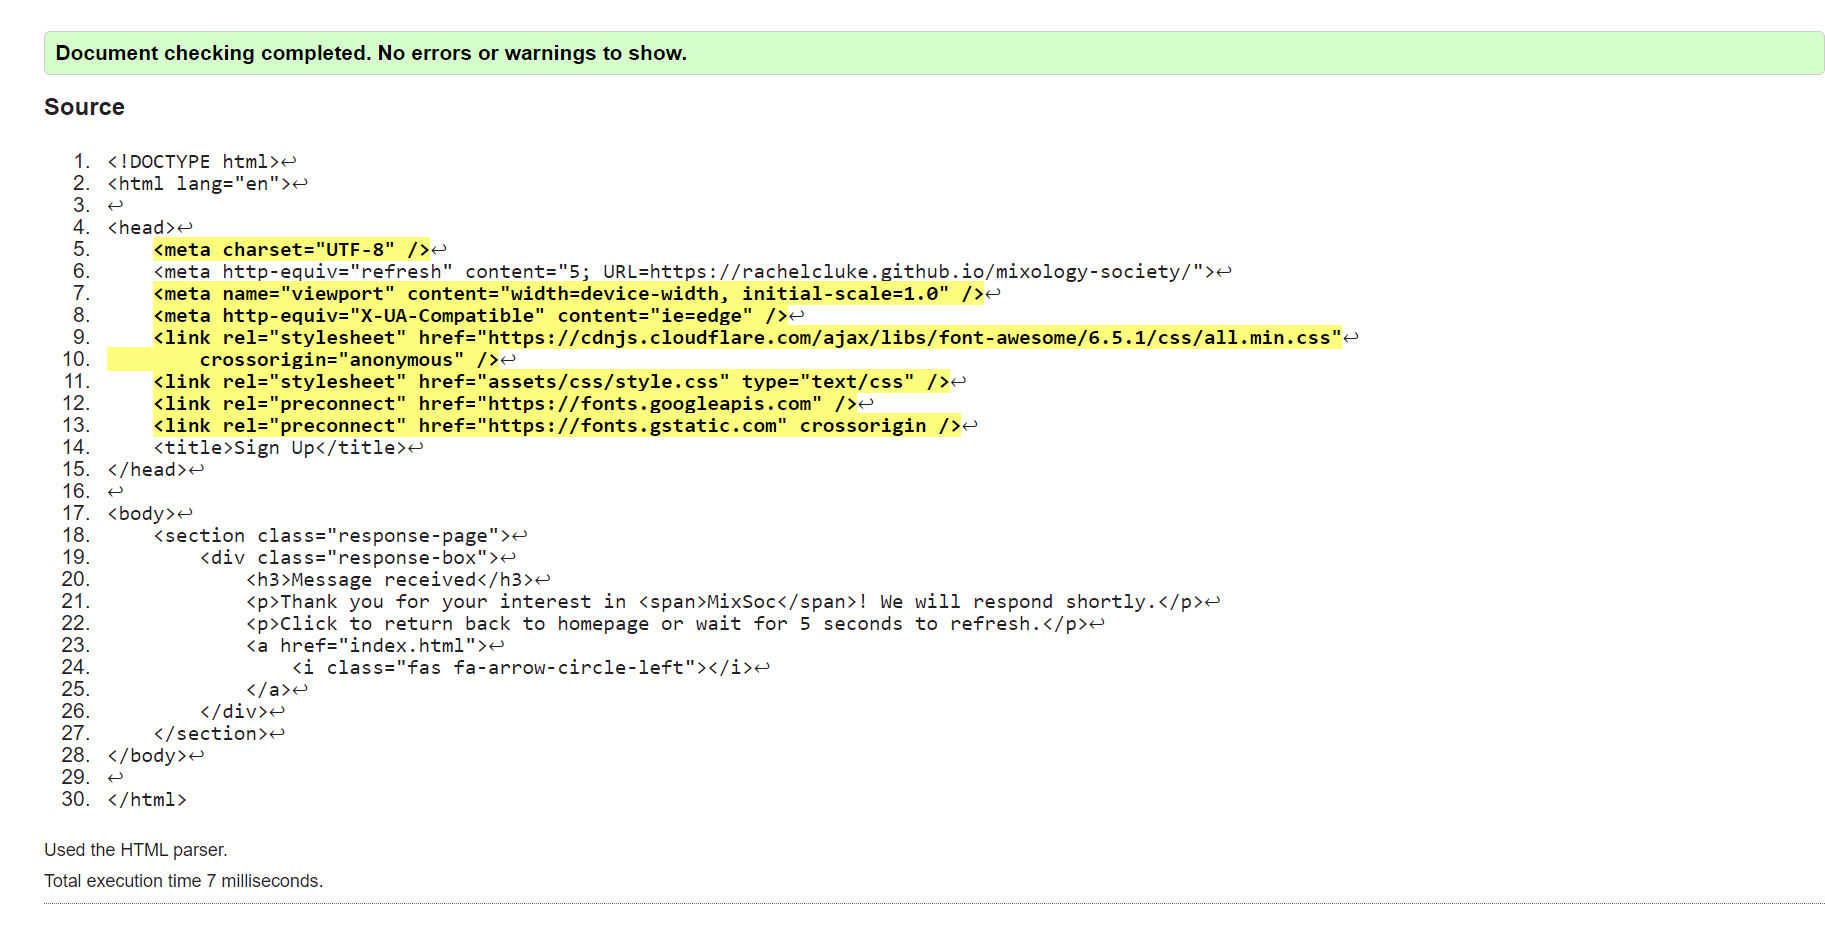 Document checking completed. No errors or warnings to show.
Source
1. <!DOCTYPE html>↩
2. <html lang="en">↩
3. ↩
4. <head>↩
5.     <meta charset="UTF-8" />↩
6.     <meta http-equiv="refresh" content="5; URL=https://rachelcluke.github.io/mixology-society/">↩
7.     <meta name="viewport" content="width=device-width, initial-scale=1.0" />↩
8.     <meta http-equiv="X-UA-Compatible" content="ie=edge" />↩
9.     <link rel="stylesheet" href="https://cdnjs.cloudflare.com/ajax/libs/font-awesome/6.5.1/css/all.min.css"↩
10.         crossorigin="anonymous" />↩
11.     <link rel="stylesheet" href="assets/css/style.css" type="text/css" />↩
12.     <link rel="preconnect" href="https://fonts.googleapis.com" />↩
13.     <link rel="preconnect" href="https://fonts.gstatic.com" crossorigin />↩
14.     <title>Sign Up</title>↩
15. </head>↩
16. ↩
17. <body>↩
18.     <section class="response-page">↩
19.         <div class="response-box">↩
20.             <h3>Message received</h3>↩
21.             <p>Thank you for your interest in <span>MixSoc</span>! We will respond shortly.</p>↩
22.             <p>Click to return back to homepage or wait for 5 seconds to refresh.</p>↩
23.             <a href="index.html">↩
24.                 <i class="fas fa-arrow-circle-left"></i>↩
25.             </a>↩
26.         </div>↩
27.     </section>↩
28. </body>↩
29. ↩
30. </html>
Used the HTML parser.
Total execution time 7 milliseconds.